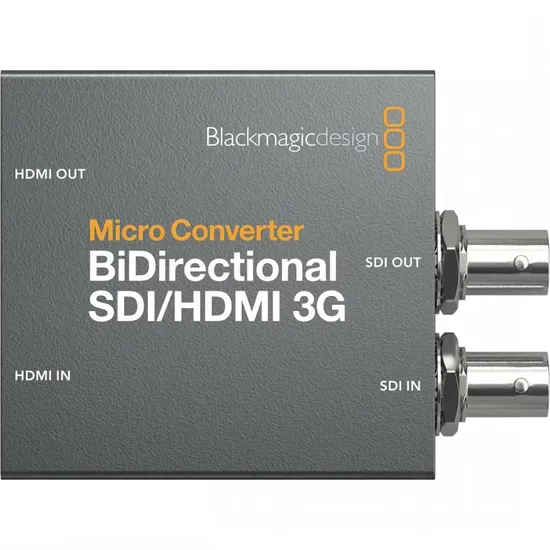 Blackmagicdesign
HDMI OUT
Micro Converter
BiDirectional
SDI/HDMI 3G
SDI OUT
HDMI IN
SDI IN